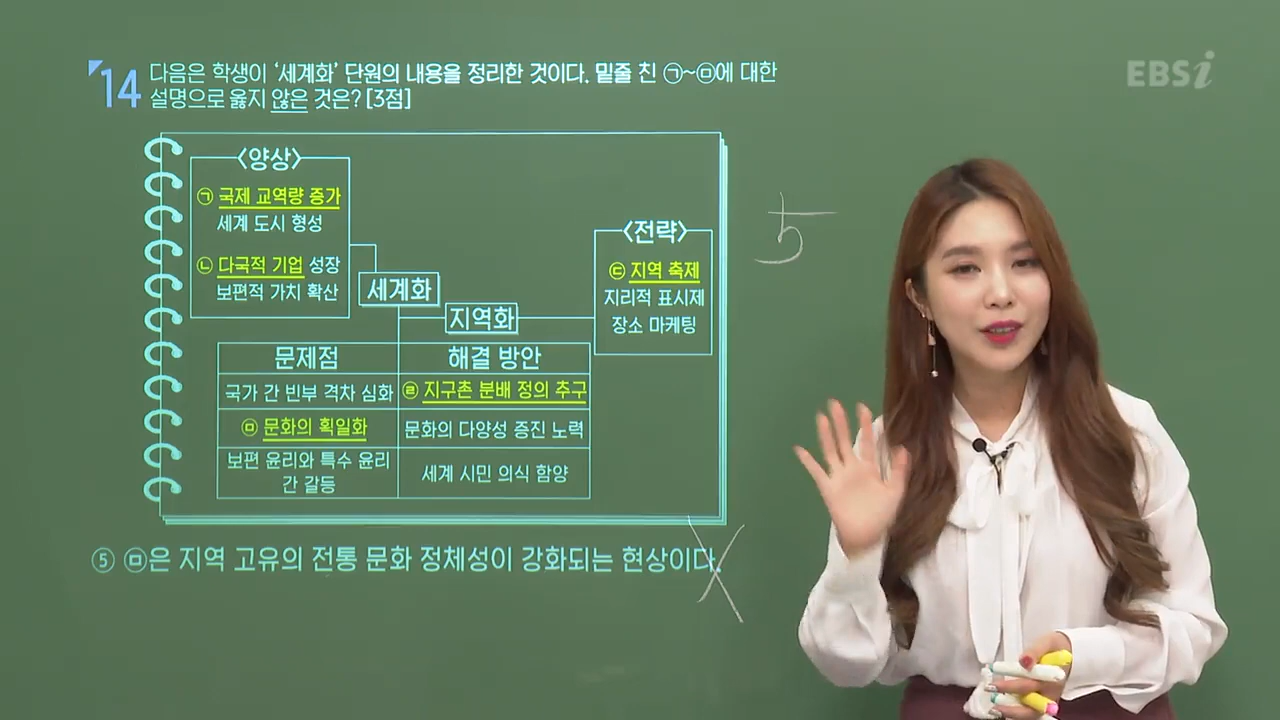 EBSi
14 다음은 학생이 ‘세계화’ 단원의 내용을 정리한 것이다. 밑줄 친 ㉠~㉤에 대한
설명으로 옳지 않은 것은? [3점]
<양상>
㉠ 국제 교역량 증가
세계 도시 형성
㉡ 다국적 기업 성장
보편적 가치 확산
세계화
지역화
<전략>
㉢ 지역 축제
지리적 표시제
장소 마케팅
문제점 해결 방안
국가 간 빈부 격차 심화 ㉣ 지구촌 분배 정의 추구
㉤ 문화의 획일화 문화의 다양성 증진 노력
보편 윤리와 특수 윤리
간 갈등 세계 시민 의식 함양
5
⑤ ㉤은 지역 고유의 전통 문화 정체성이 강화되는 현상이다.